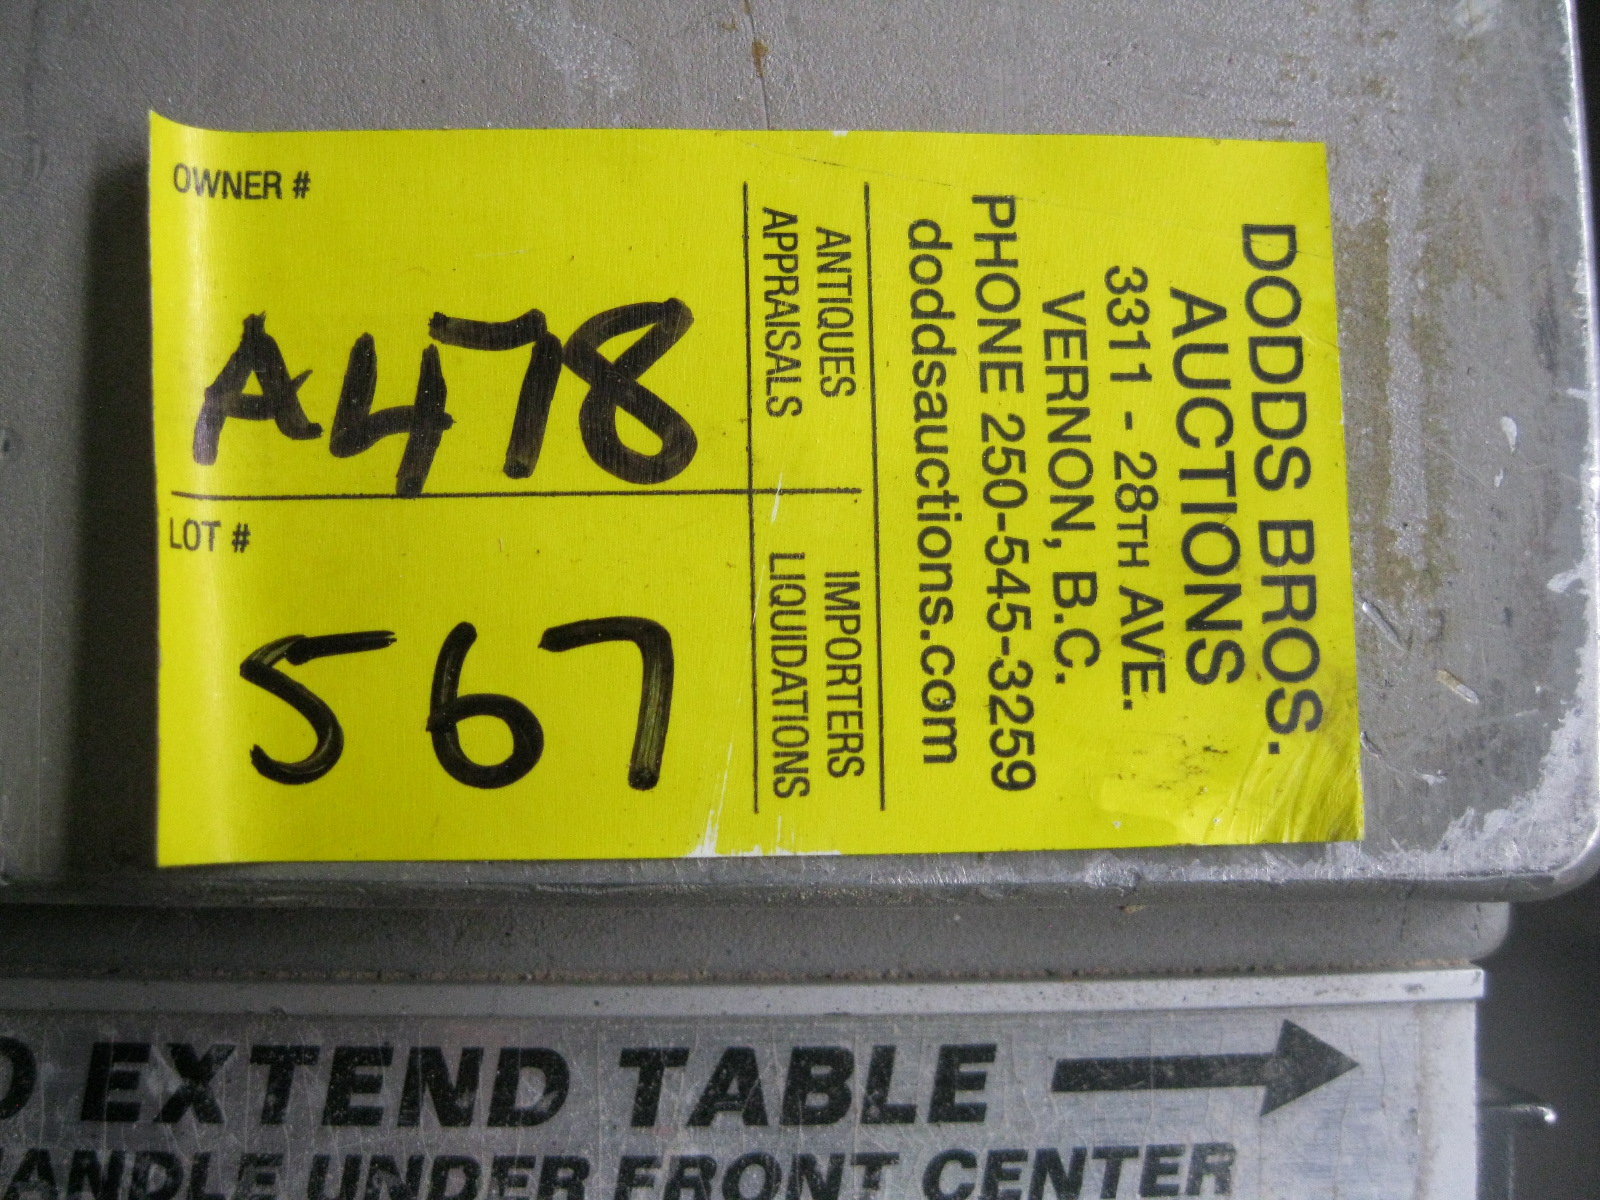 DODDS BROS.
AUCTIONS
3311 - 28TH AVE.
VERNON, B.C.
PHONE 250-545-3259
doddsauctions.com
ANTIQUES
APPRAISALS
IMPORTERS
LIQUIDATIONS
OWNER #
A478
LOT #
567
EXTEND TABLE
UNDER FRONT CENTER